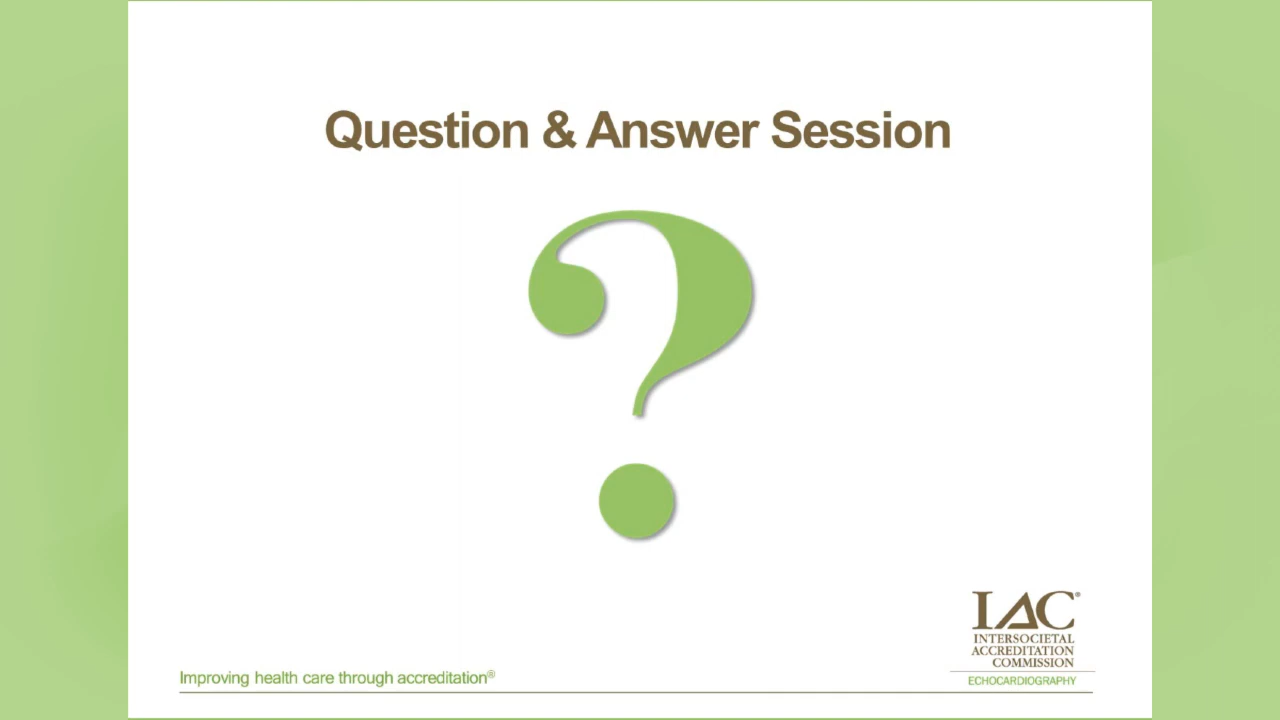 Question & Answer Session
?
IAC®
INTERSOCIETAL
ACCREDITATION
COMMISSION
ECHOCARDIOGRAPHY
Improving health care through accreditation®